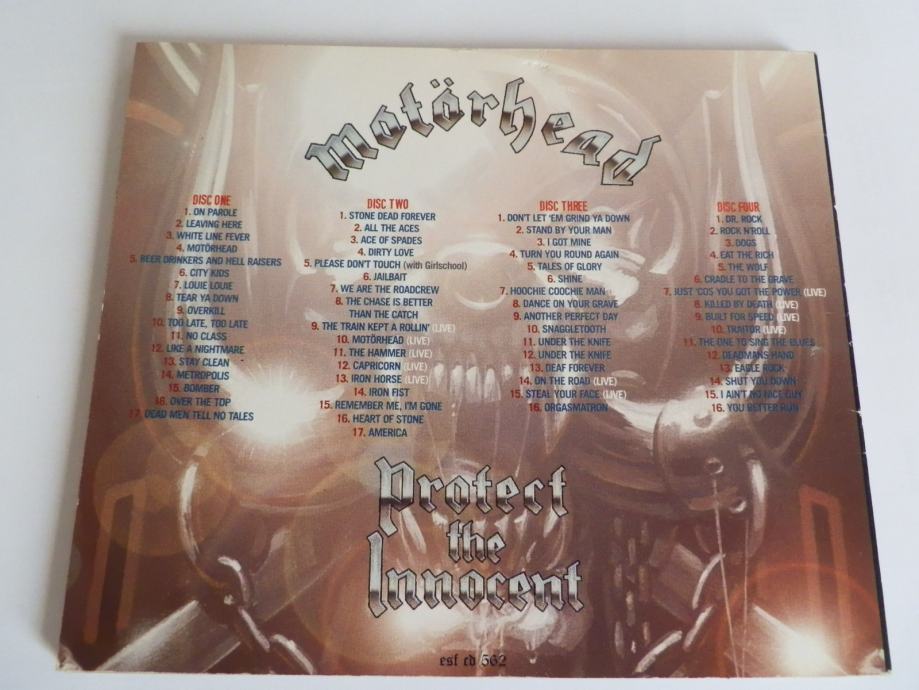 Motörhead
DISC ONE
1. ON PAROLE
2. LEAVING HERE
3. WHITE LINE FEVER
4. MOTÖRHEAD
5. BEER DRINKERS AND HELL RAISERS
6. CITY KIDS
7. LOUIE LOUIE
8. TEAR YA DOWN
9. OVERKILL
10. TOO LATE, TOO LATE
11. NO CLASS
12. LIKE A NIGHTMARE
13. STAY CLEAN
14. METROPOLIS
15. BOMBER
16. OVER THE TOP
17. DEAD MEN TELL NO TALES
DISC TWO
1. STONE DEAD FOREVER
2. ALL THE ACES
3. ACE OF SPADES
4. DIRTY LOVE
5. PLEASE DON'T TOUCH (with Girlschool)
6. JAILBAIT
7. WE ARE THE ROADCREW
8. THE CHASE IS BETTER
THAN THE CATCH
9. THE TRAIN KEPT A ROLLIN' (LIVE)
10. MOTÖRHEAD (LIVE)
11. THE HAMMER (LIVE)
12. CAPRICORN (LIVE)
13. IRON HORSE (LIVE)
14. IRON FIST
15. REMEMBER ME, I'M GONE
16. HEART OF STONE
17. AMERICA
DISC THREE
1. DON'T LET 'EM GRIND YA DOWN
2. STAND BY YOUR MAN
3. I GOT MINE
4. TURN YOU ROUND AGAIN
5. TALES OF GLORY
6. SHINE
7. HOOCHIE COOCHIE MAN
8. DANCE ON YOUR GRAVE
9. ANOTHER PERFECT DAY
10. SNAGGLETOOTH
11. UNDER THE KNIFE
12. UNDER THE KNIFE
13. DEAF FOREVER
14. ON THE ROAD (LIVE)
15. STEAL YOUR FACE (LIVE)
16. ORGASMATRON
DISC FOUR
1. DR. ROCK
2. ROCK N'ROLL
3. DOGS
4. EAT THE RICH
5. THE WOLF
6. CRADLE TO THE GRAVE
7. JUST 'COS YOU GOT THE POWER (LIVE)
8. KILLED BY DEATH (LIVE)
9. BUILT FOR SPEED (LIVE)
10. TRAITOR (LIVE)
11. THE ONE TO SING THE BLUES
12. DEADMANS HAND
13. EAGLE ROCK
14. SHUT YOU DOWN
15. I AIN'T NO NICE GUY
16. YOU BETTER RUN
Protect
the
Innocent
esf cd 562